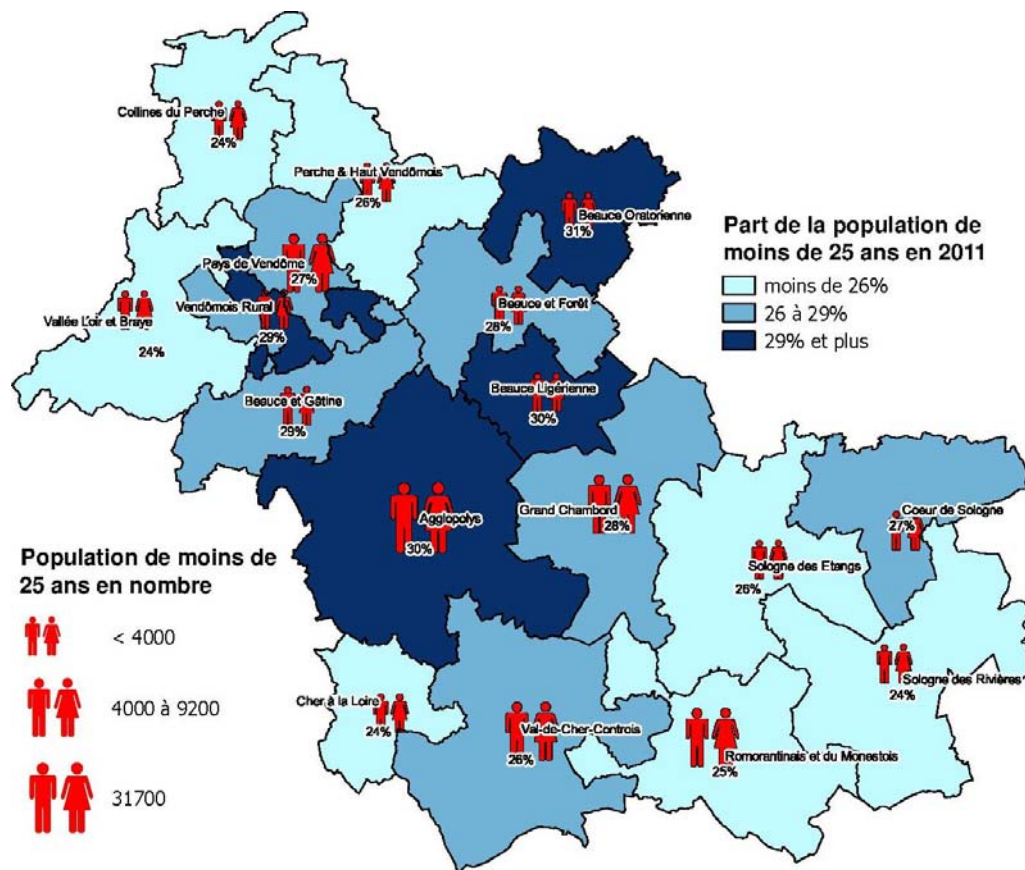 Collines du Perche
24%
Perche & Haut Vendômois
26%
Beauce Oratorienne
31%
Part de la population de
moins de 25 ans en 2011
moins de 26%
26 à 29%
29% et plus
Pays de Vendôme
27%
Vendômois Rural
29%
Vallée Loir et Braye
24%
Beauce et Forêt
28%
Beauce Ligérienne
30%
Beauce et Gâtine
29%
Agglopolys
30%
Grand Chambord
28%
Coeur de Sologne
27%
Sologne des Etangs
26%
Sologne des Rivières
24%
Cher à la Loire
24%
Val-de-Cher-Controis
26%
Romorantinais et du Monestois
25%
Population de moins de
25 ans en nombre
< 4000
4000 à 9200
31700